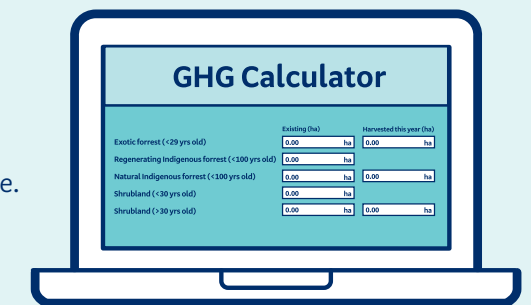 GHG Calculator
Existing (ha) Harvested this year (ha)
Exotic forrest (<29 yrs old) 0.00 ha 0.00 ha
Regenerating Indigenous forrest (<100 yrs old) 0.00 ha
Natural Indigenous forrest (<100 yrs old) 0.00 ha 0.00 ha
e.
Shrubland (<30 yrs old) 0.00 ha
Shrubland (>30 yrs old) 0.00 ha 0.00 ha